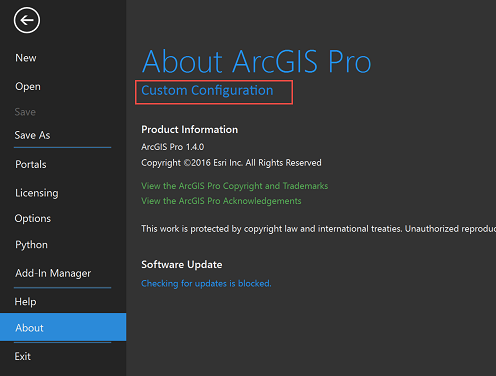 New
Open
Save
Save As
Portals
Licensing
Options
Python
Add-In Manager
Help
About
Exit
About ArcGIS Pro
Custom Configuration
Product Information
ArcGIS Pro 1.4.0
Copyright ©2016 Esri Inc. All Rights Reserved
View the ArcGIS Pro Copyright and Trademarks
View the ArcGIS Pro Acknowledgements
This work is protected by copyright law and international treaties. Unauthorized reproduc
Software Update
Checking for updates is blocked.